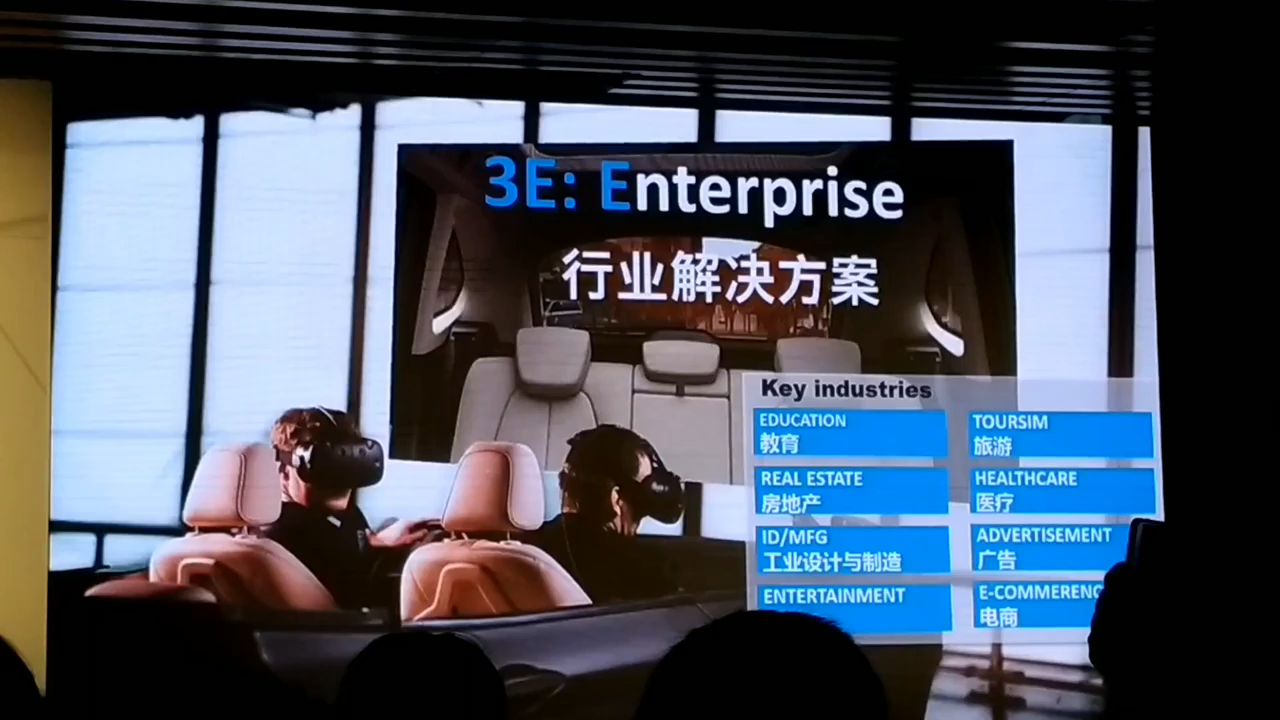 3E: Enterprise
行业解决方案
Key industries
EDUCATION
教育
TOURSIM
旅游
REAL ESTATE
房地产
HEALTHCARE
医疗
ID/MFG
工业设计与制造
ADVERTISEMENT
广告
ENTERTAINMENT
E-COMMERENC
电商